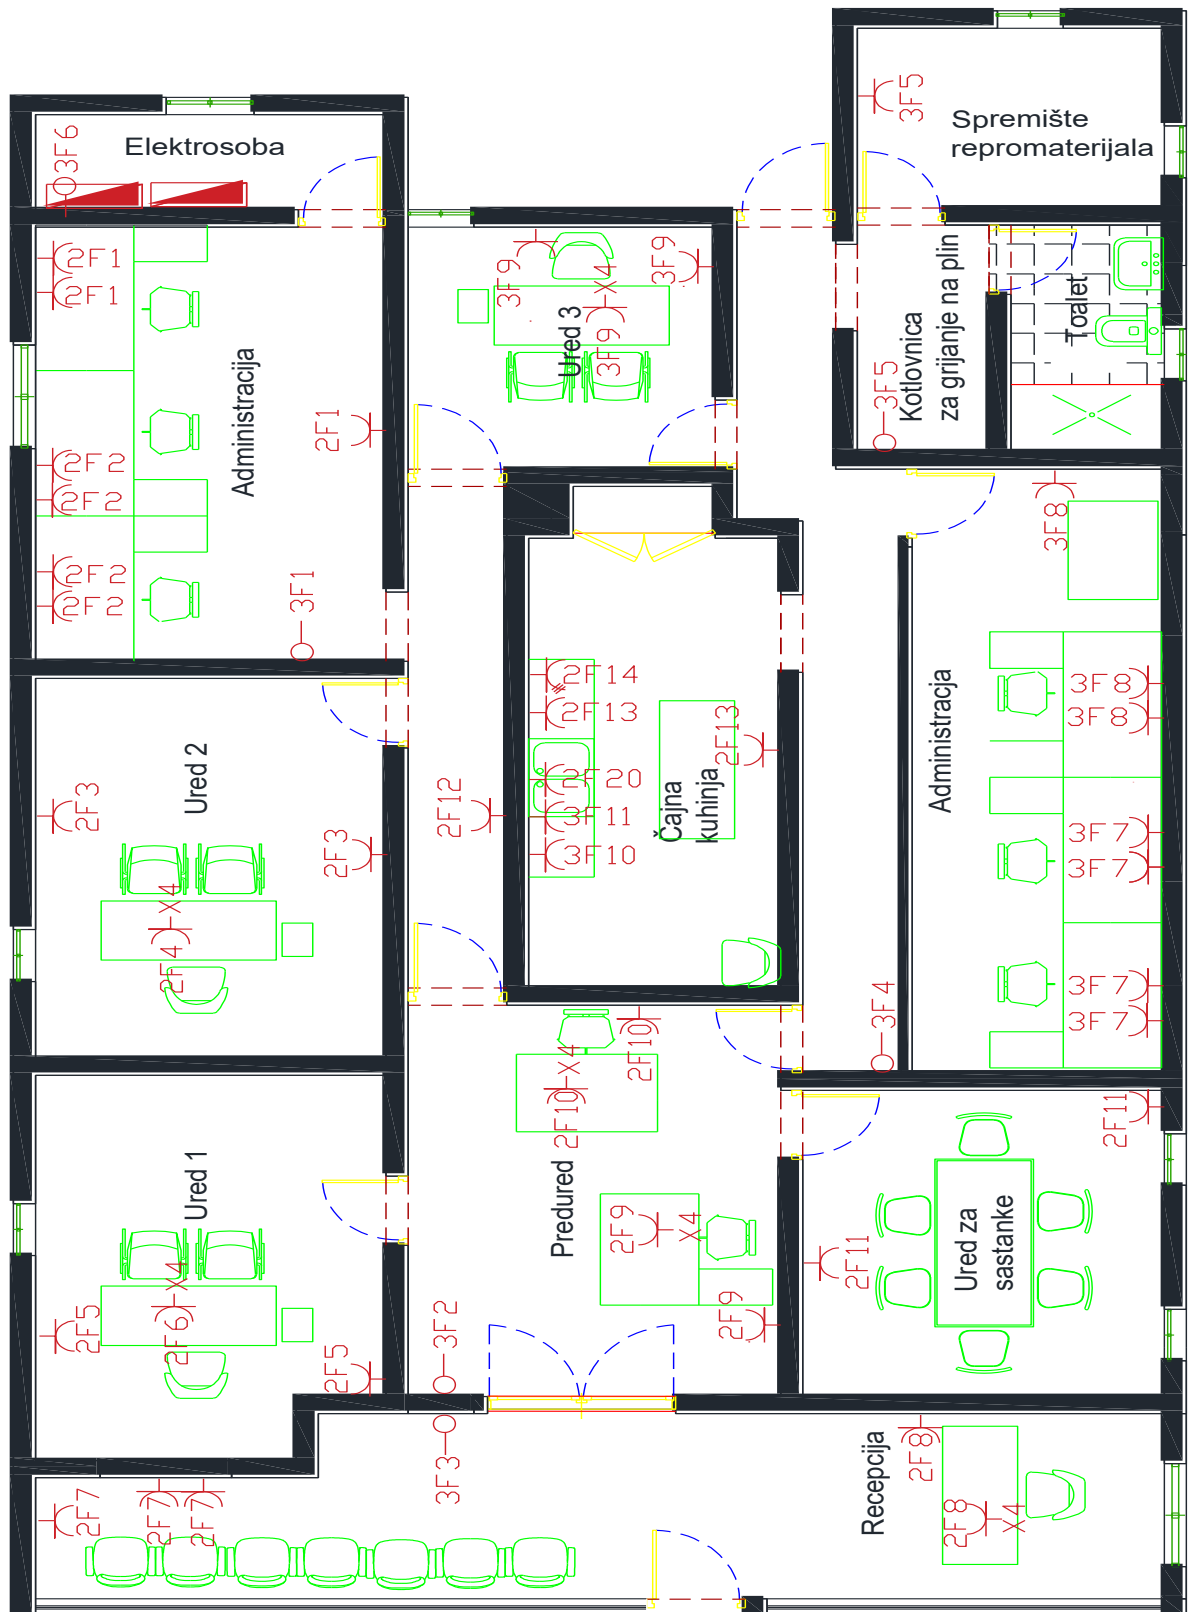 3F5
Spremište
repromaterijala
3F6
Elektrosoba
2F1
2F1
Administracija
2F1
2F2
2F2
2F2
2F2
3F1
3F9
X4
3F9
3F9
Ured 3
Kotlovnica
za grijanje na plin
3F5
Toalet
3F8
Administracja
3F8
3F8
3F7
3F7
3F7
3F7
3F4
2F14
2F13
2F20
3F11
3F10
2F13
Čajna
kuhinja
2F12
Ured 2
2F3
2F3
X4
2F4
2F10
X4
2F10
Predured
2F9
X4
2F9
2F11
2F11
Ured za
sastanke
Ured 1
2F5
X4
2F6
2F5
3F2
3F3
2F7
2F7
2F7
Recepcija
2F8
2F8
X4